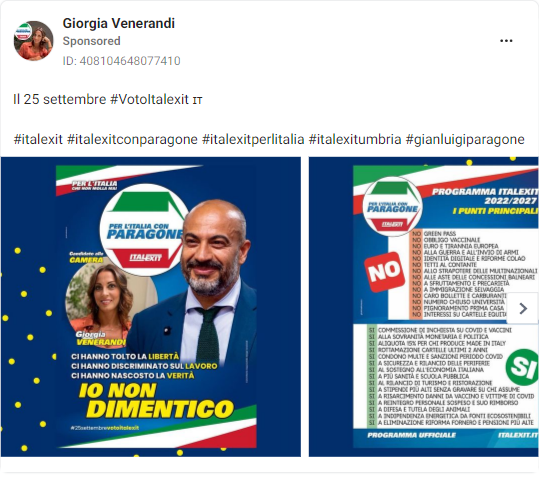 Giorgia Venerandi
Sponsored
ID: 408104648077410
Il 25 settembre #VotoItalexit IT
#italexit #italexitconparagone #italexitperlitalia #italexitumbria #gianluigiparagone
PER L'ITALIA
CHE NON MOLLA MAI
PER L'ITALIA CON
PARAGONE
ITALEXIT
Candidata alla
CAMERA
Giorgia
VENERANDI
CI HANNO TOLTO LA LIBERTÀ
CI HANNO DISCRIMINATO SUL LAVORO
CI HANNO NASCOSTO LA VERITÀ
IO NON
DIMENTICO
#25settembrevotoitalexit
PER L'ITALIA CON
PARAGONE
ITALEXIT
PROGRAMMA ITALEXIT
2022/2027
I PUNTI PRINCIPALI
NO
NO GREEN PASS
NO OBBLIGO VACCINALE
NO EURO E TIRANNIA EUROPEA
NO ALLA GUERRA E ALL'INVIO DI ARMI
NO IDENTITÀ DIGITALE E RIFORME COLAO
NO TETTI AL CONTANTE
NO ALLO STRAPOTERE DELLE MULTINAZIONALI
NO ALLE ASTE DELLE CONCESSIONI BALNEARI
NO A SFRUTTAMENTO E PRECARIETÀ
NO A IMMIGRAZIONE SELVAGGIA
NO CARO BOLLETTE E CARBURANTI
NO NUMERO CHIUSO UNIVERSITÀ
NO PIGNORAMENTO PRIMA CASA
NO INTERESSI SU CARTELLE EQUITA
SI
SI COMMISSIONE DI INCHIESTA SU COVID E VACCINI
SI ALLA SOVRANITÀ MONETARIA E POLITICA
SI ALIQUOTA 15% PER CHI PRODUCE MADE IN ITALY
SI ROTTAMAZIONE CARTELLE ULTIMI 2 ANNI
SI CONDONO MULTE E SANZIONI PERIODO COVID
SI A SICUREZZA E RILANCIO DELLE PERIFERIE
SI AL SOSTEGNO ALL'ECONOMIA ITALIANA
SI A PIÙ SANITÀ E SCUOLA PUBBLICA
SI AL RILANCIO DI TURISMO E RISTORAZIONE
SI A STIPENDI PIÙ ALTI SENZA GRAVARE SU CHI ASSUME
SI A RISARCIMENTO DANNI DA VACCINO E VITTIME DI COVID
SI A REINTEGRO PERSONALE SOSPESO E SUO RIMBORSO
SI A DIFESA E TUTELA DEGLI ANIMALI
SI A INDIPENDENZA ENERGETICA DA FONTI ECOSOSTENIBILI
SI A ELIMINAZIONE RIFORMA FORNERO E PENSIONI PIÙ ALTE
PROGRAMMA UFFICIALE
ITALEXIT.IT